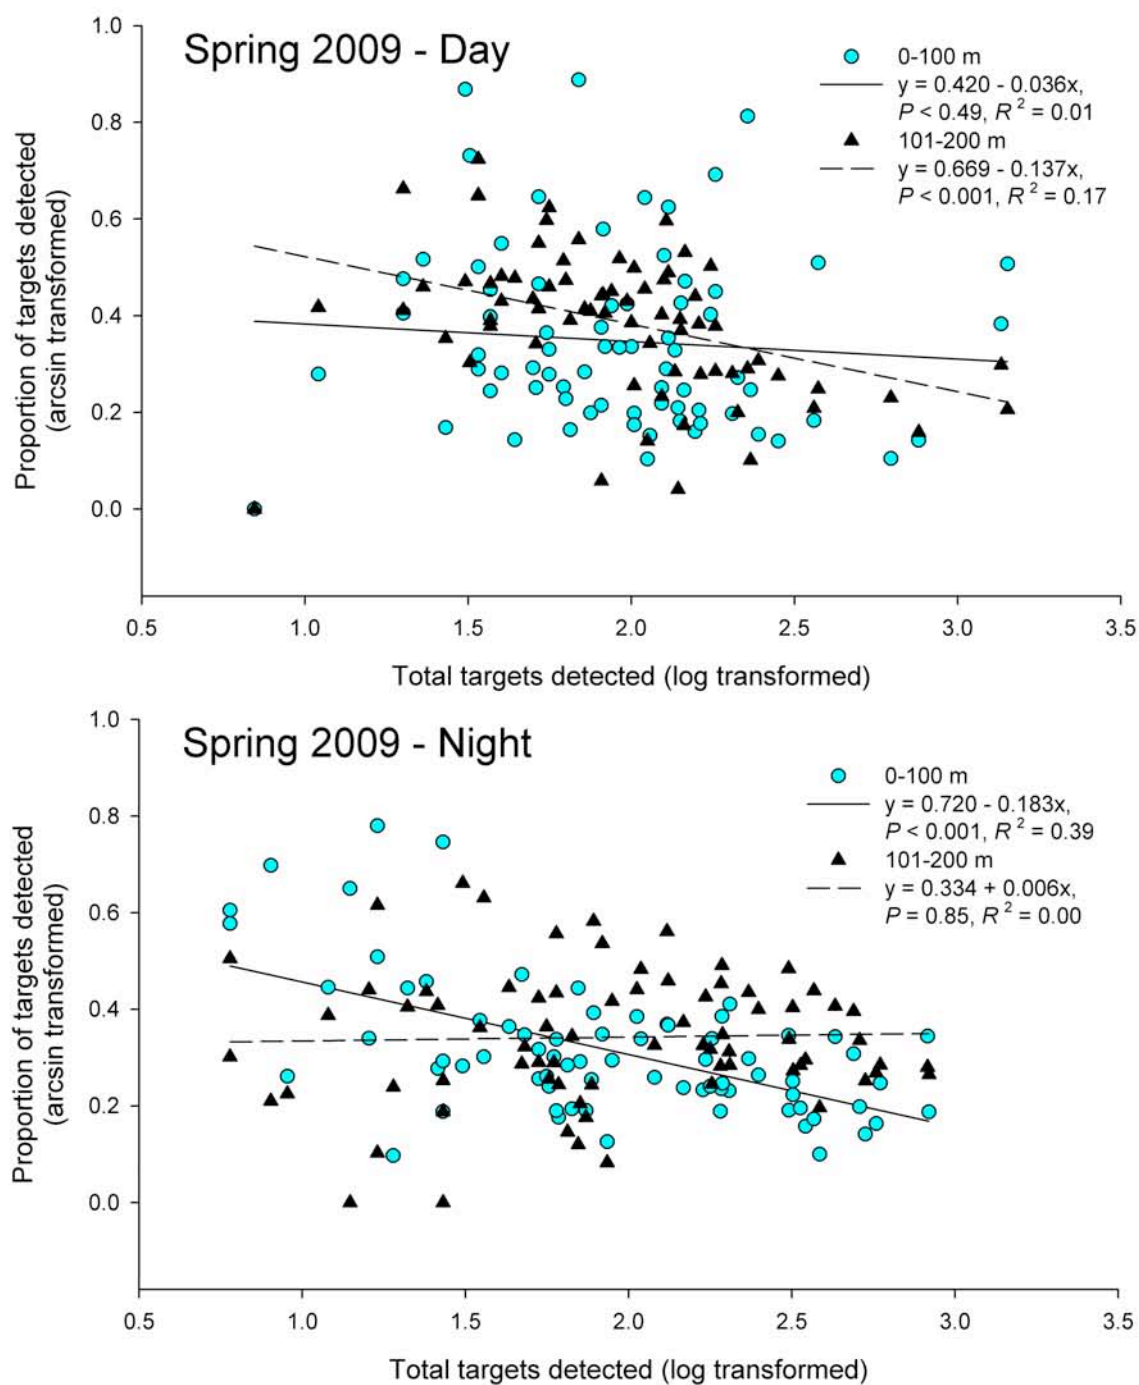 Spring 2009 - Day
0-100 m
y = 0.420 - 0.036x,
P < 0.49, R² = 0.01
101-200 m
y = 0.669 - 0.137x,
P < 0.001, R² = 0.17
Proportion of targets detected
(arcsin transformed)
1.0
0.8
0.6
0.4
0.2
0.0
0.5 1.0 1.5 2.0 2.5 3.0 3.5
Total targets detected (log transformed)
Spring 2009 - Night
0-100 m
y = 0.720 - 0.183x,
P < 0.001, R² = 0.39
101-200 m
y = 0.334 + 0.006x,
P = 0.85, R² = 0.00
Proportion of targets detected
(arcsin transformed)
1.0
0.8
0.6
0.4
0.2
0.0
0.5 1.0 1.5 2.0 2.5 3.0 3.5
Total targets detected (log transformed)